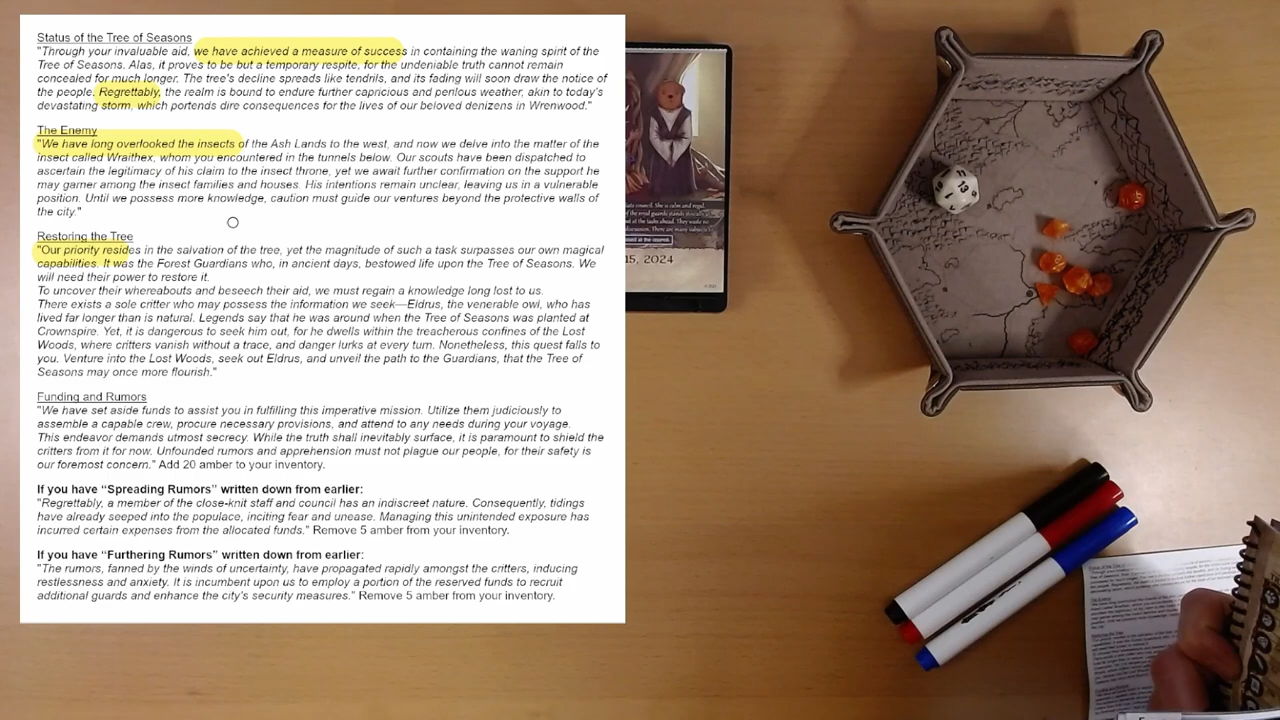 Status of the Tree of Seasons
"Through your invaluable aid, we have achieved a measure of success in containing the waning spirit of the
Tree of Seasons. Alas, it proves to be but a temporary respite, for the undeniable truth cannot remain
concealed for much longer. The tree's decline spreads like tendrils, and its fading will soon draw the notice of
the people. Regrettably, the realm is bound to endure further capricious and perilous weather, akin to today's
devastating storm, which portends dire consequences for the lives of our beloved denizens in Wrenwood."
The Enemy
"We have long overlooked the insects of the Ash Lands to the west, and now we delve into the matter of the
insect called Wraithex, whom you encountered in the tunnels below. Our scouts have been dispatched to
ascertain the legitimacy of his claim to the insect throne, yet we await further confirmation on the support he
may garner among the insect families and houses. His intentions remain unclear, leaving us in a vulnerable
position. Until we possess more knowledge, caution must guide our ventures beyond the protective walls of
the city."
Restoring the Tree
"Our priority abides in the salvation of the tree, yet the magnitude of such a task surpasses our own magical
capabilities. It was the Forest Guardians who, in ancient days, bestowed life upon the Tree of Seasons. We
will need their power to restore it.
To uncover their whereabouts and beseech their aid, we must regain a knowledge long lost to us.
There exists a sole critter who may possess the information we seek—Eidrus, the venerable owl, who has
lived far longer than is natural. Legends say that he was around when the Tree of Seasons was planted at
Crownspire. Yet, it is dangerous to seek him out, for he dwells within the treacherous confines of the Lost
Woods, where critters vanish without a trace, and danger lurks at every turn. Nonetheless, this quest falls to
you. Venture into the Lost Woods, seek out Eldrus, and unveil the path to the Guardians, that the Tree of
Seasons may once more flourish."
Funding and Rumors
"We have set aside funds to assist you in fulfilling this imperative mission. Utilize them judiciously to
assemble a capable crew, procure necessary provisions, and attend to any needs during your voyage.
This endeavor demands utmost secrecy. While the truth shall inevitably surface, it is paramount to shield the
critters from it for now. Unfounded rumors and apprehension must not plague our people, for their safety is
our foremost concern." Add 20 amber to your inventory.
If you have “Spreading Rumors” written down from earlier:
"Regrettably, a member of the close-knit staff and council has an indiscreet nature. Consequently, tidings
have already seeped into the populace, inciting fear and unease. Managing this unintended exposure has
incurred certain expenses from the allocated funds." Remove 5 amber from your inventory.
If you have “Furthering Rumors” written down from earlier:
"The rumors, fanned by the winds of uncertainty, have propagated rapidly amongst the critters, inducing
restlessness and anxiety. It is incumbent upon us to employ a portion of the reserved funds to recruit
additional guards and enhance the city's security measures." Remove 5 amber from your inventory.
15, 2024